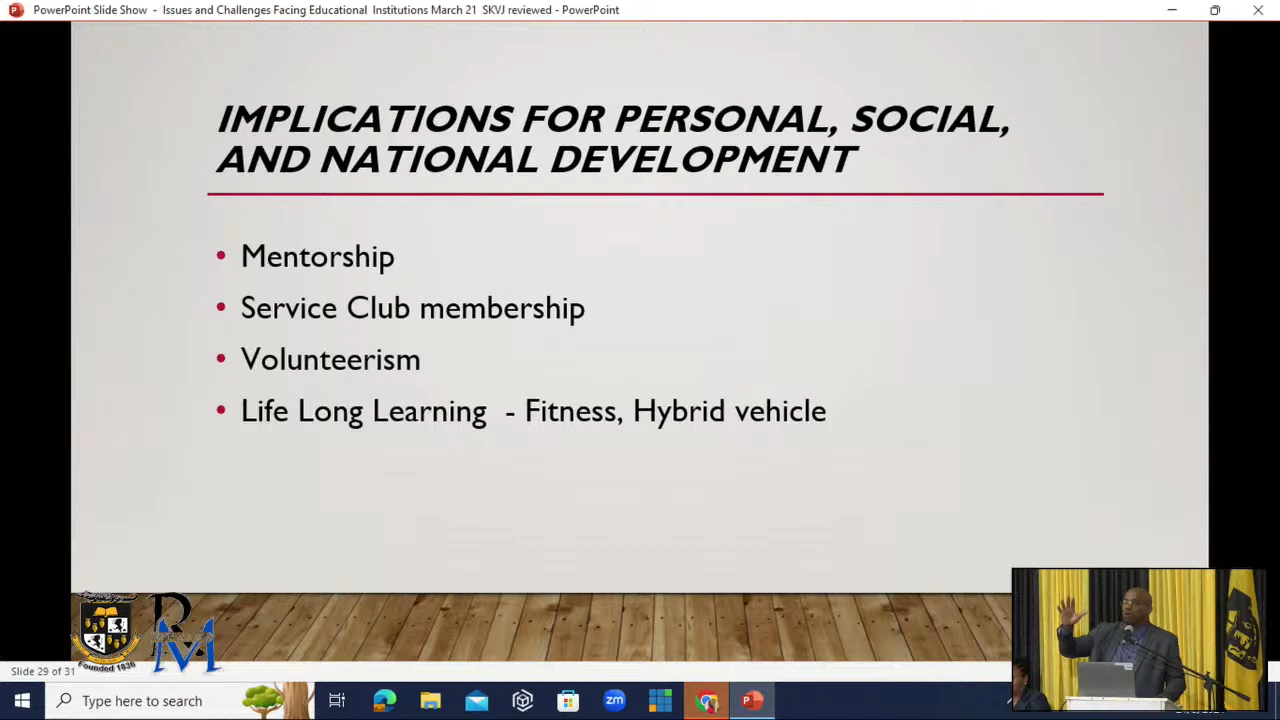 PowerPoint Slide Show - Issues and Challenges Facing Educational Institutions March 21 SKVJ reviewed - PowerPoint
IMPLICATIONS FOR PERSONAL, SOCIAL,
AND NATIONAL DEVELOPMENT
• Mentorship
• Service Club membership
• Volunteerism
• Life Long Learning - Fitness, Hybrid vehicle
Founded 1836
RM
Slide 29 of 31
Type here to search
zm